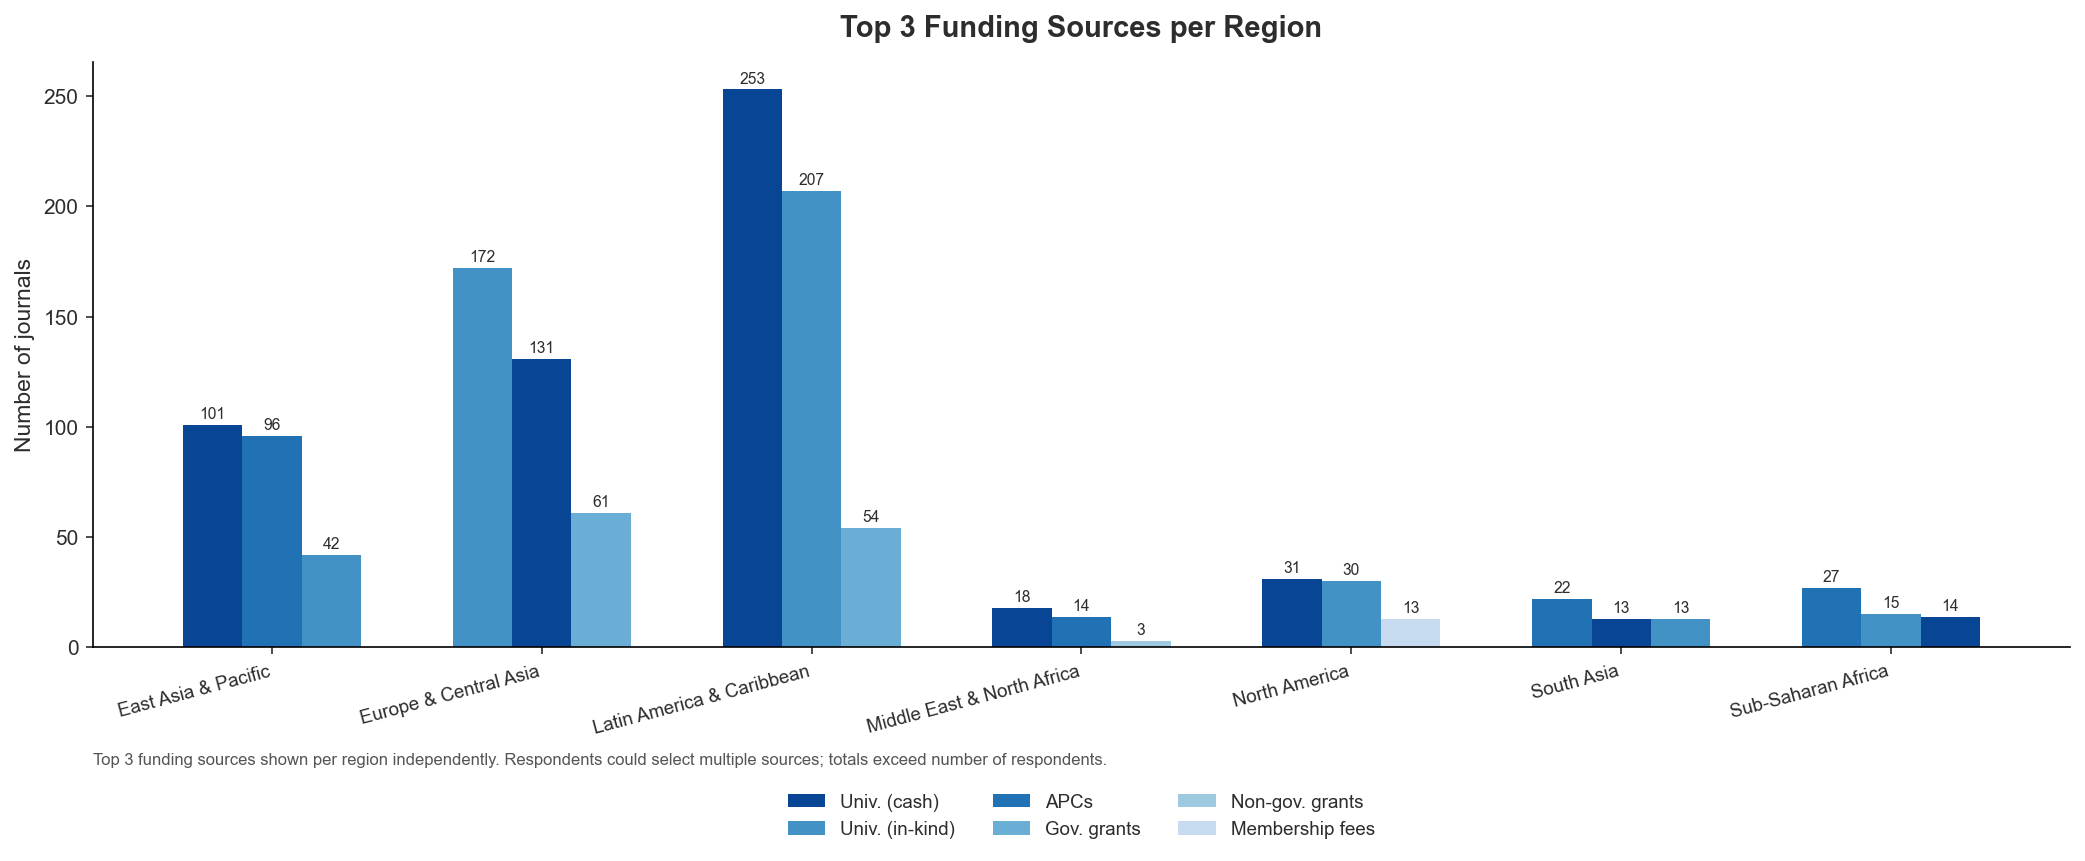 Top 3 Funding Sources per Region
Number of journals
250
200
150
100
50
0
101
96
42
172
131
61
253
207
54
18
14
3
31
30
13
22
13
13
27
15
14
East Asia & Pacific
Europe & Central Asia
Latin America & Caribbean
Middle East & North Africa
North America
South Asia
Sub-Saharan Africa
Top 3 funding sources shown per region independently. Respondents could select multiple sources; totals exceed number of respondents.
Univ. (cash)
Univ. (in-kind)
APCs
Gov. grants
Non-gov. grants
Membership fees